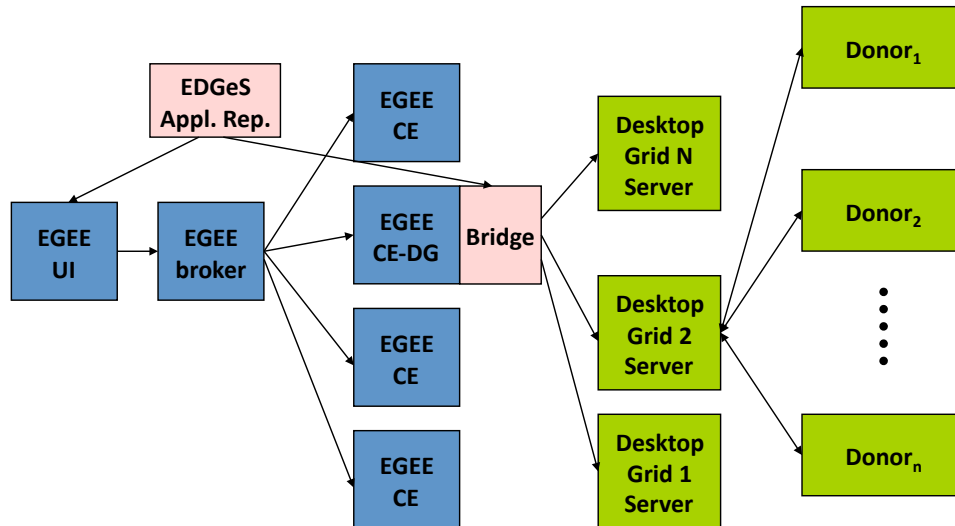 EDGeS
Appl. Rep.
EGEE
UI
EGEE
broker
EGEE
CE
EGEE
CE-DG
Bridge
EGEE
CE
EGEE
CE
Desktop
Grid N
Server
Desktop
Grid 2
Server
Desktop
Grid 1
Server
Donor₁
Donor₂
Donorₙ